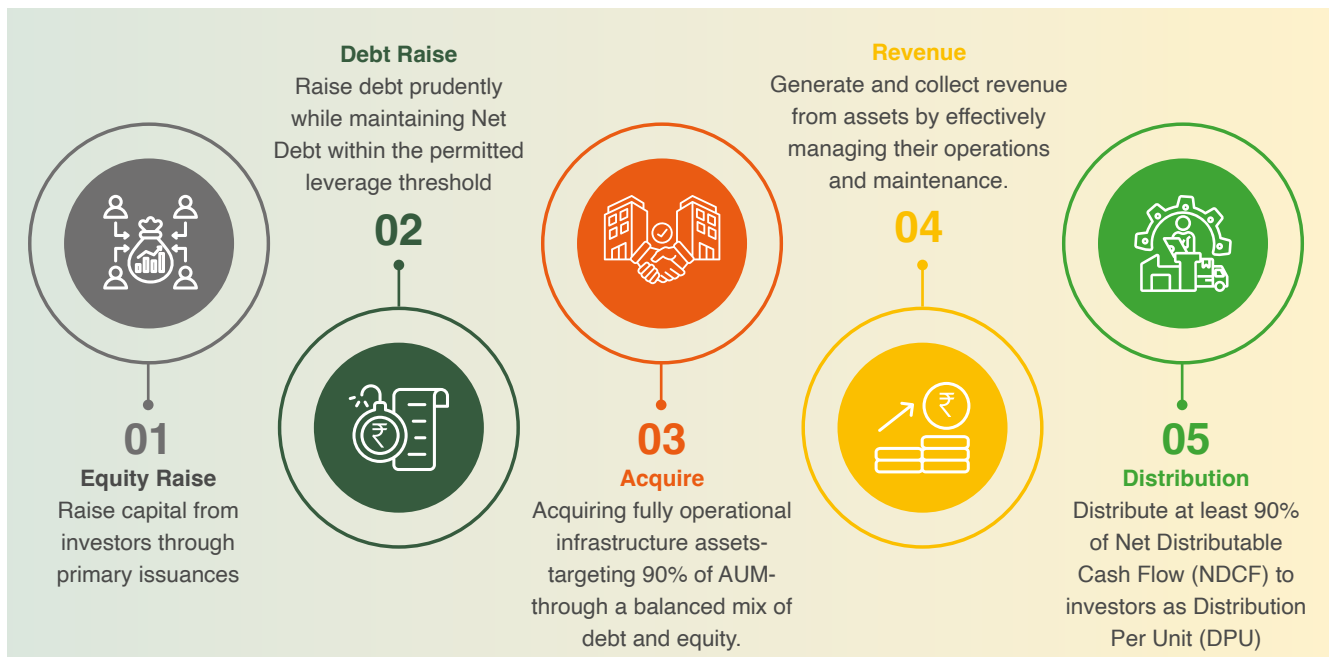 01
Equity Raise
Raise capital from
investors through
primary issuances
Debt Raise
Raise debt prudently
while maintaining Net
Debt within the permitted
leverage threshold
02
₹
03
Acquire
Acquiring fully operational
infrastructure assets-
targeting 90% of AUM-
through a balanced mix of
debt and equity.
Revenue
Generate and collect revenue
from assets by effectively
managing their operations
and maintenance.
04
₹
05
Distribution
Distribute at least 90%
of Net Distributable
Cash Flow (NDCF) to
investors as Distribution
Per Unit (DPU)